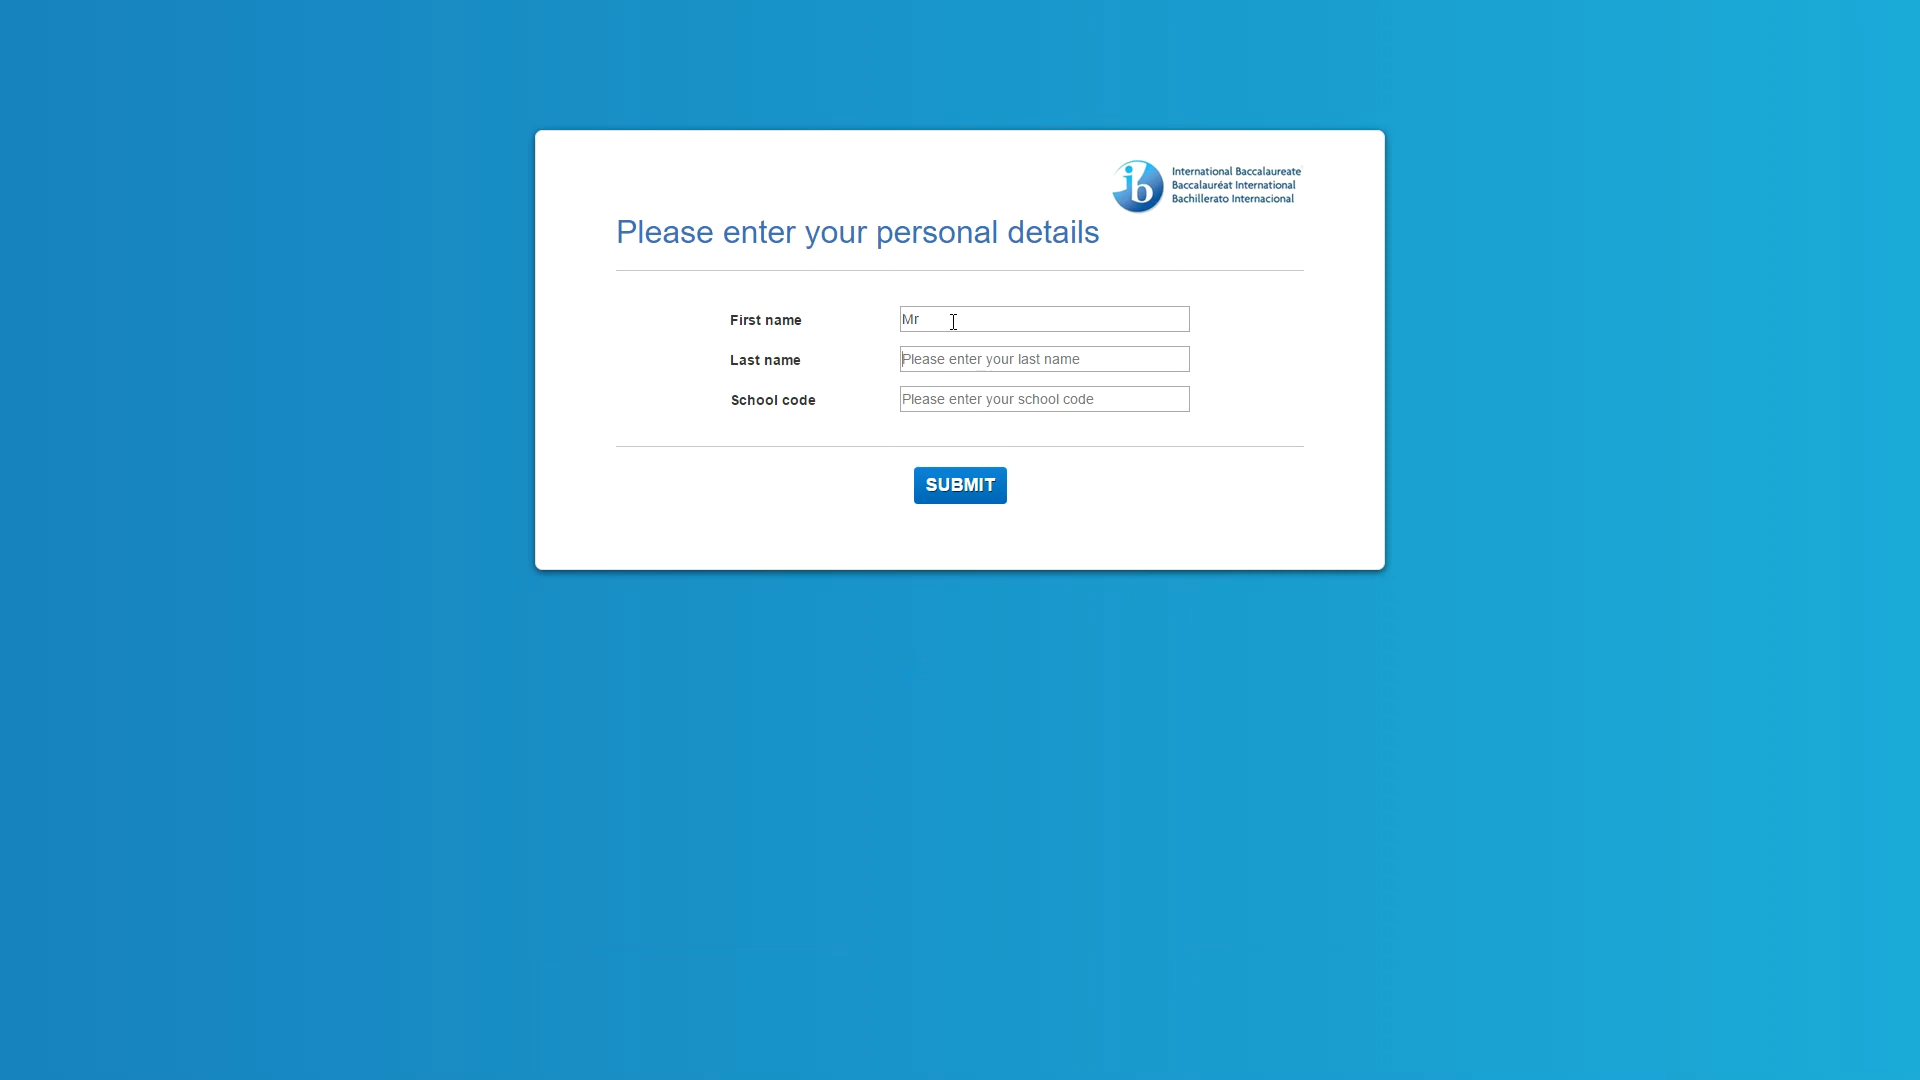 ib
International Baccalaureate
Baccalauréat International
Bachillerato Internacional
Please enter your personal details
First name
Mr
Last name
Please enter your last name
School code
Please enter your school code
SUBMIT